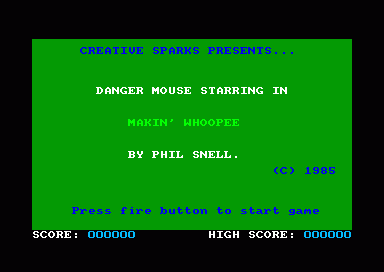 CREATIVE SPARKS PRESENTS...
DANGER MOUSE STARRING IN
MAKIN' WHOOPEE
BY PHIL SNELL.
(C) 1985
Press fire button to start game
SCORE: 000000 HIGH SCORE: 000000